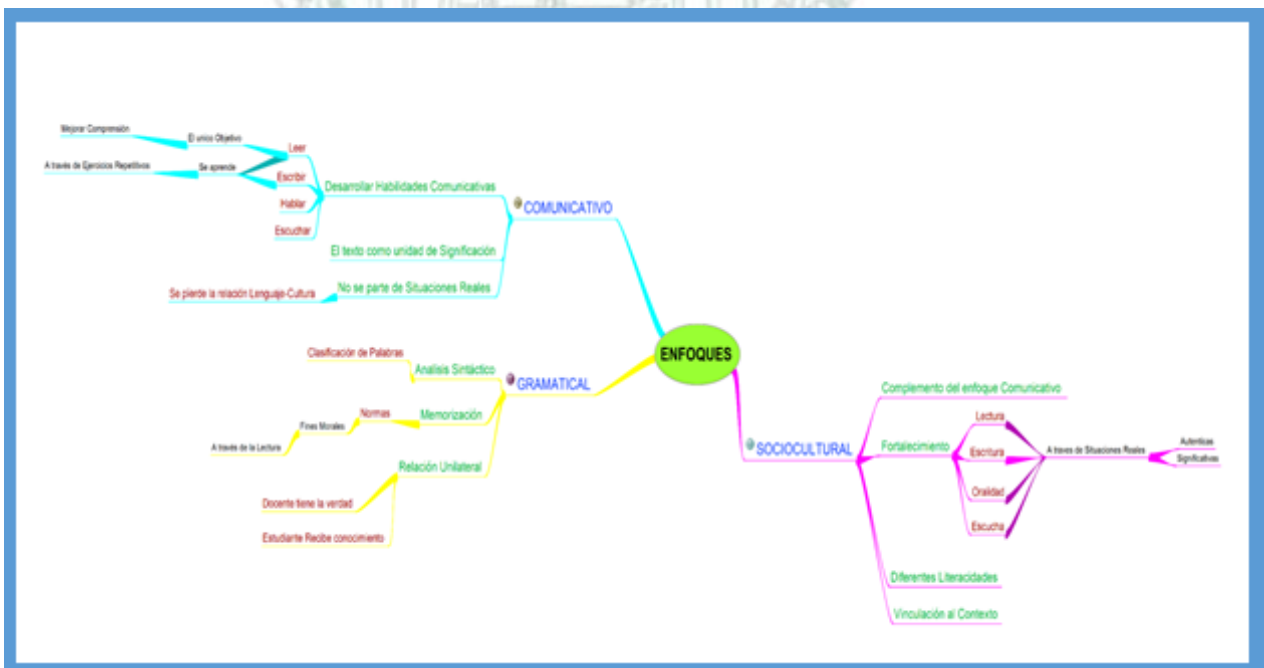 Mejorar Comprensión
El unico Objetivo
Leer
A través de Ejercicios Repetitivos
Se aprende
Escribir
Hablar
Escuchar
Desarrollar Habilidades Comunicativas
COMUNICATIVO
El texto como unidad de Significación
Se pierde la relación Lenguaje-Cultura
No se parte de Situaciones Reales
ENFOQUES
Clasificación de Palabras
Analisis Sintáctico
GRAMATICAL
A través de la Lectura
Fines Morales
Normas
Memorización
Relación Unilateral
Docente tiene la verdad
Estudiante Recibe conocimiento
SOCIOCULTURAL
Complemento del enfoque Comunicativo
Fortalecimiento
Lectura
Escritura
Oralidad
Escucha
A traves de Situaciones Reales
Autenticas
Significativas
Diferentes Literacidades
Vinculación al Contexto